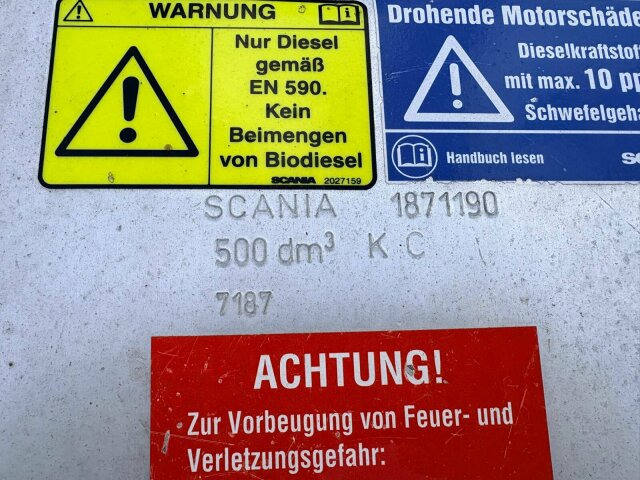 WARNUNG
Nur Diesel
gemäß
EN 590.
Kein
Beimengen
von Biodiesel
SCANIA 2027159
Drohende Motorschäde
Dieselkraftstof
mit max. 10 pp
Schwefelgeha
Handbuch lesen
SC
SCANIA 1871190
500 dm³ K C
7187
ACHTUNG!
Zur Vorbeugung von Feuer- und
Verletzungsgefahr: